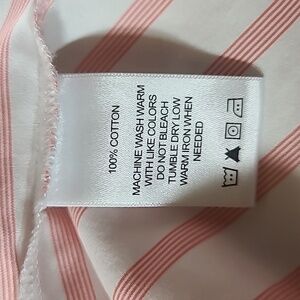 100% COTTON
MACHINE WASH WARM
WITH LIKE COLORS
DO NOT BLEACH
TUMBLE DRY LOW
WARM IRON WHEN
NEEDED